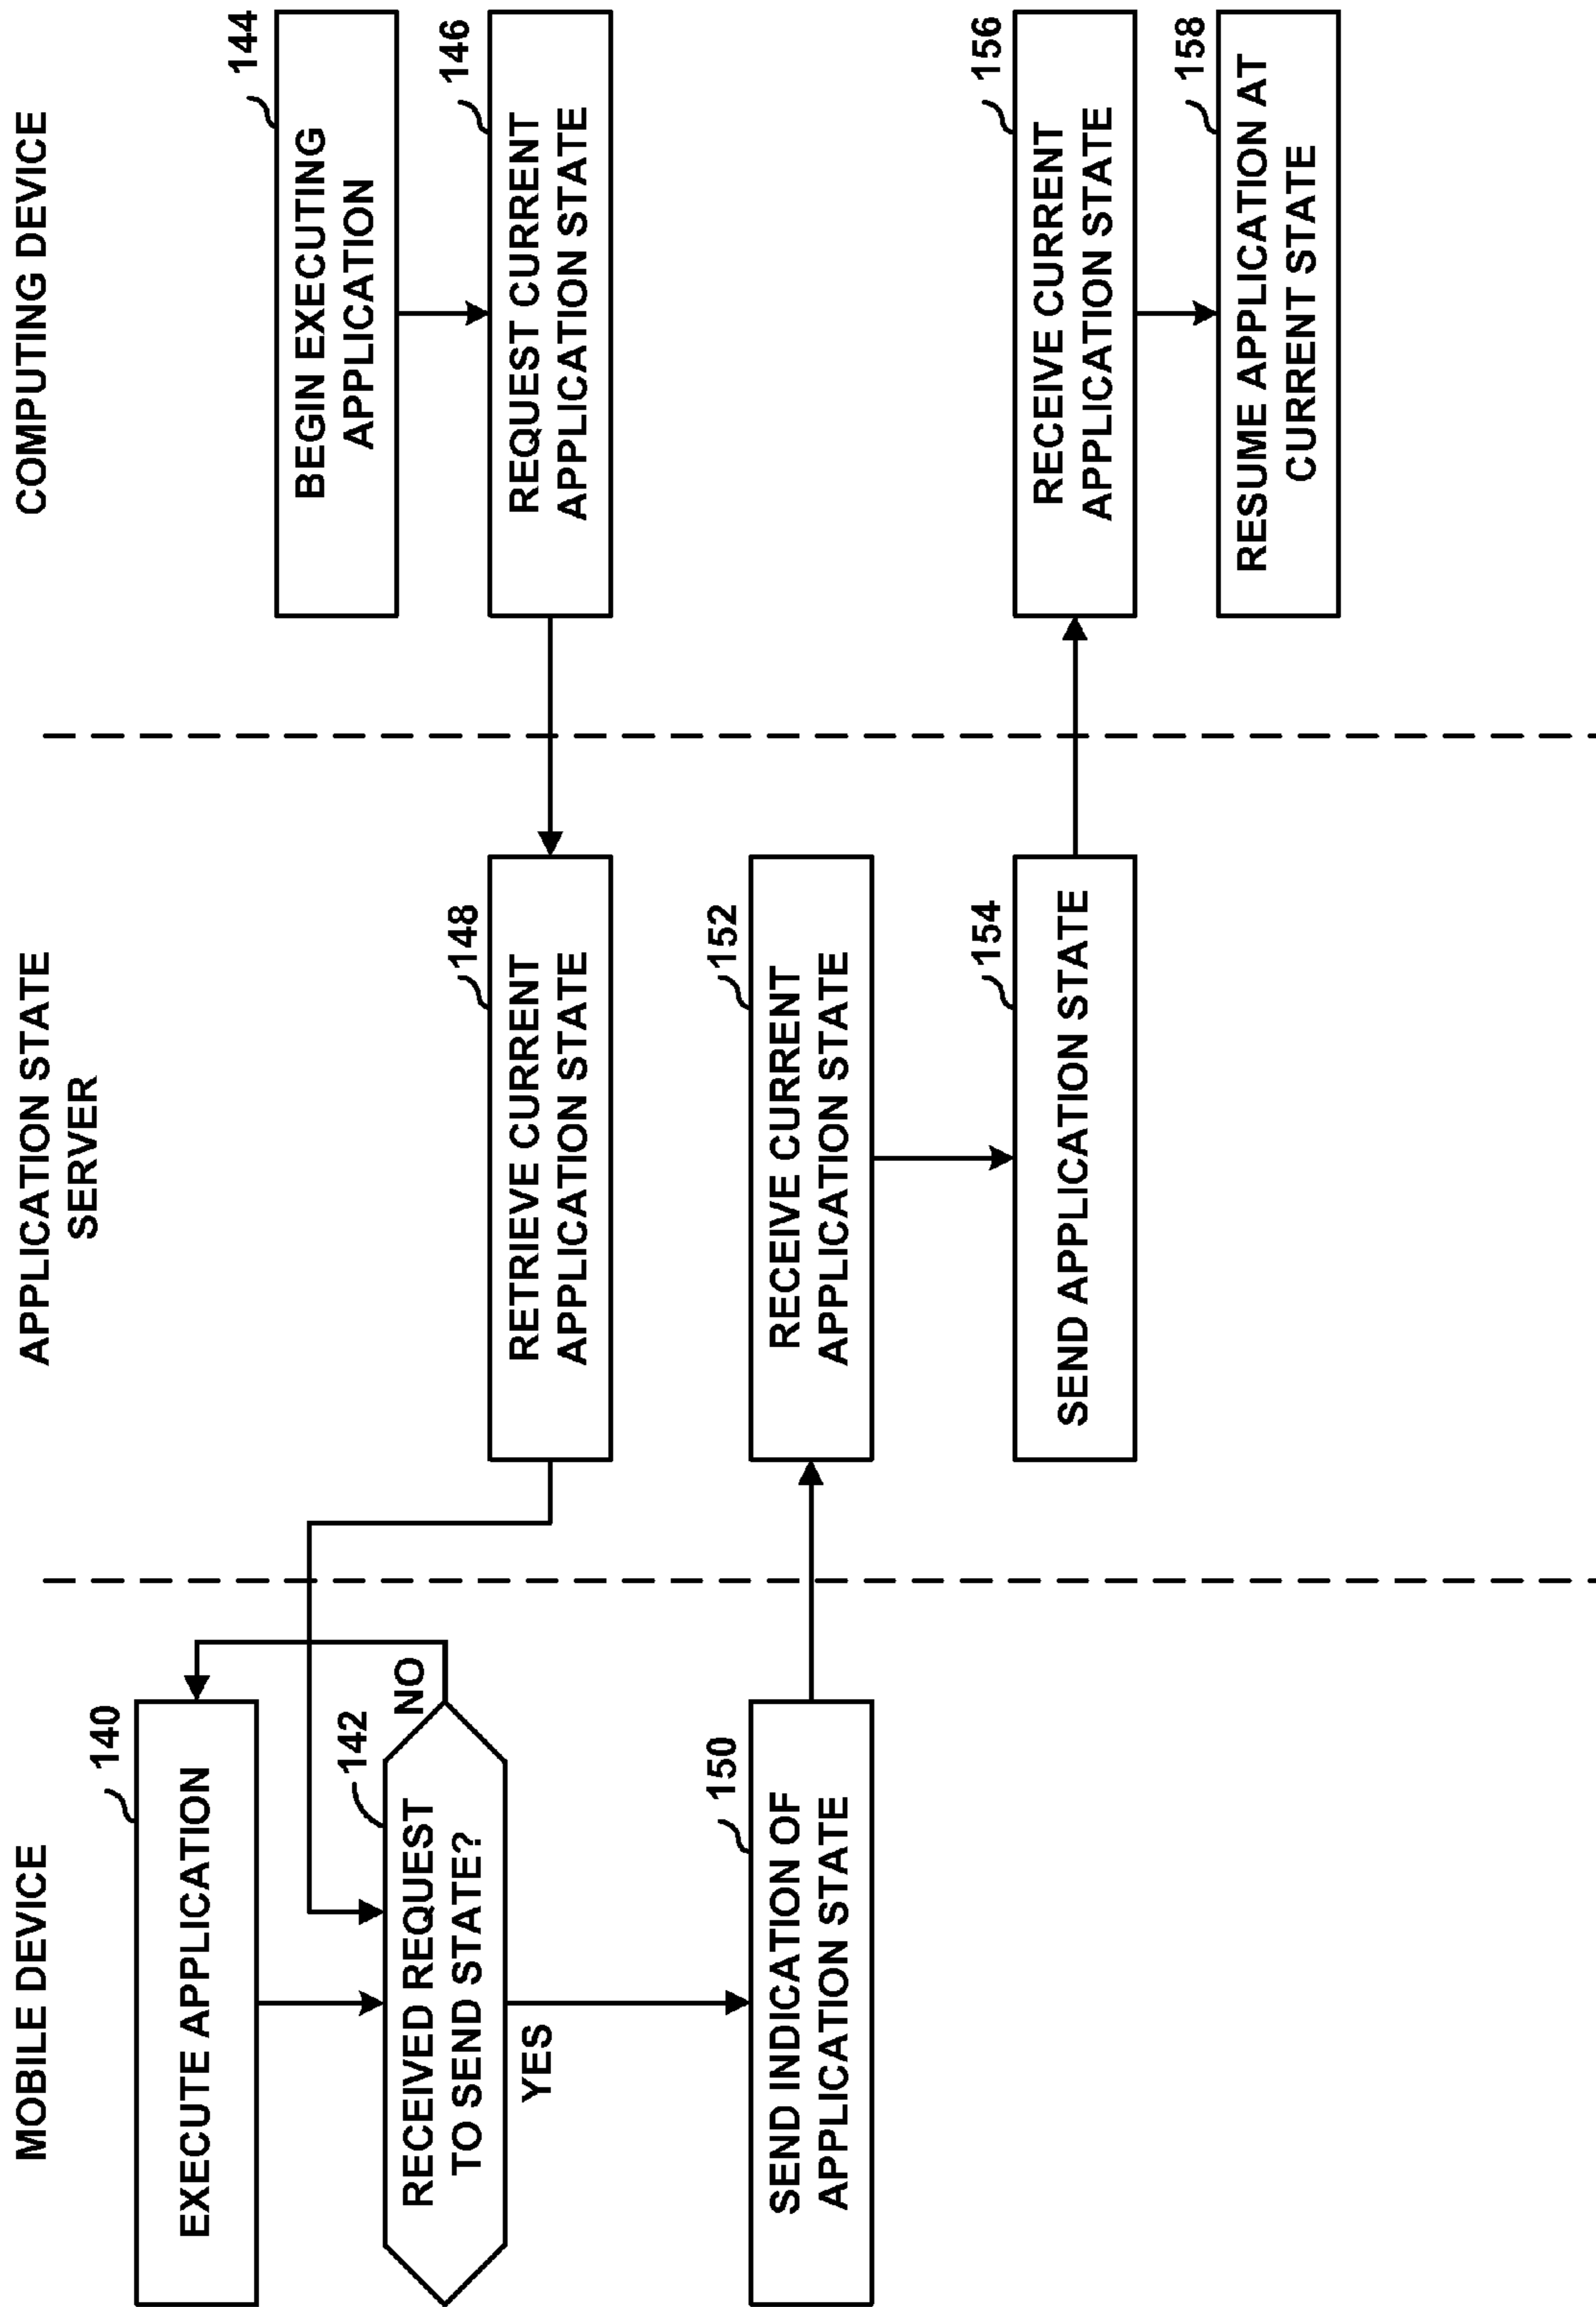 MOBILE DEVICE
APPLICATION STATE
SERVER
COMPUTING DEVICE
140
EXECUTE APPLICATION
142
RECEIVED REQUEST
TO SEND STATE?
NO
YES
144
BEGIN EXECUTING
APPLICATION
146
REQUEST CURRENT
APPLICATION STATE
148
RETRIEVE CURRENT
APPLICATION STATE
150
SEND INDICATION OF
APPLICATION STATE
152
RECEIVE CURRENT
APPLICATION STATE
154
SEND APPLICATION STATE
156
RECEIVE CURRENT
APPLICATION STATE
158
RESUME APPLICATION AT
CURRENT STATE